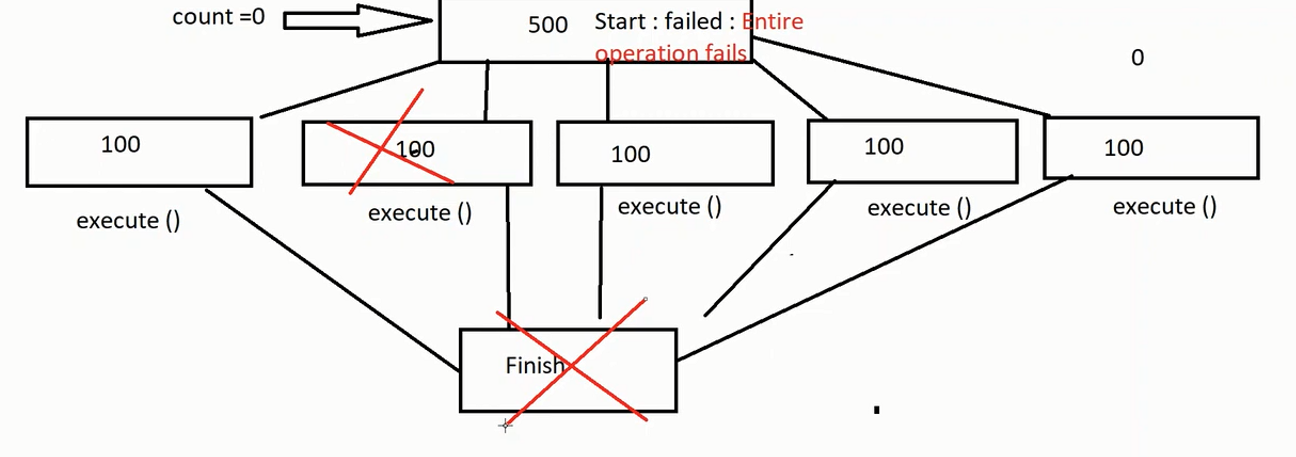 count =0
500
Start : failed : Entire
operation fails
0
100
100
100
100
100
execute ()
execute ()
execute ()
execute ()
execute ()
Finish